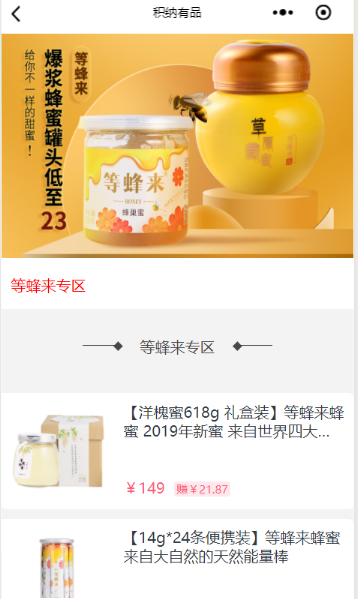 积纳有品
等蜂来
爆浆蜂蜜罐头低至
23
给你不一样的甜蜜！
等蜂来
HONEY
蜂巢蜜
草
原
蜜
等蜂来专区
等蜂来专区
【洋槐蜜618g 礼盒装】等蜂来蜂
蜜 2019年新蜜 来自世界四大...
￥149 赚￥21.87
【14g*24条便携装】等蜂来蜂蜜
来自大自然的天然能量棒